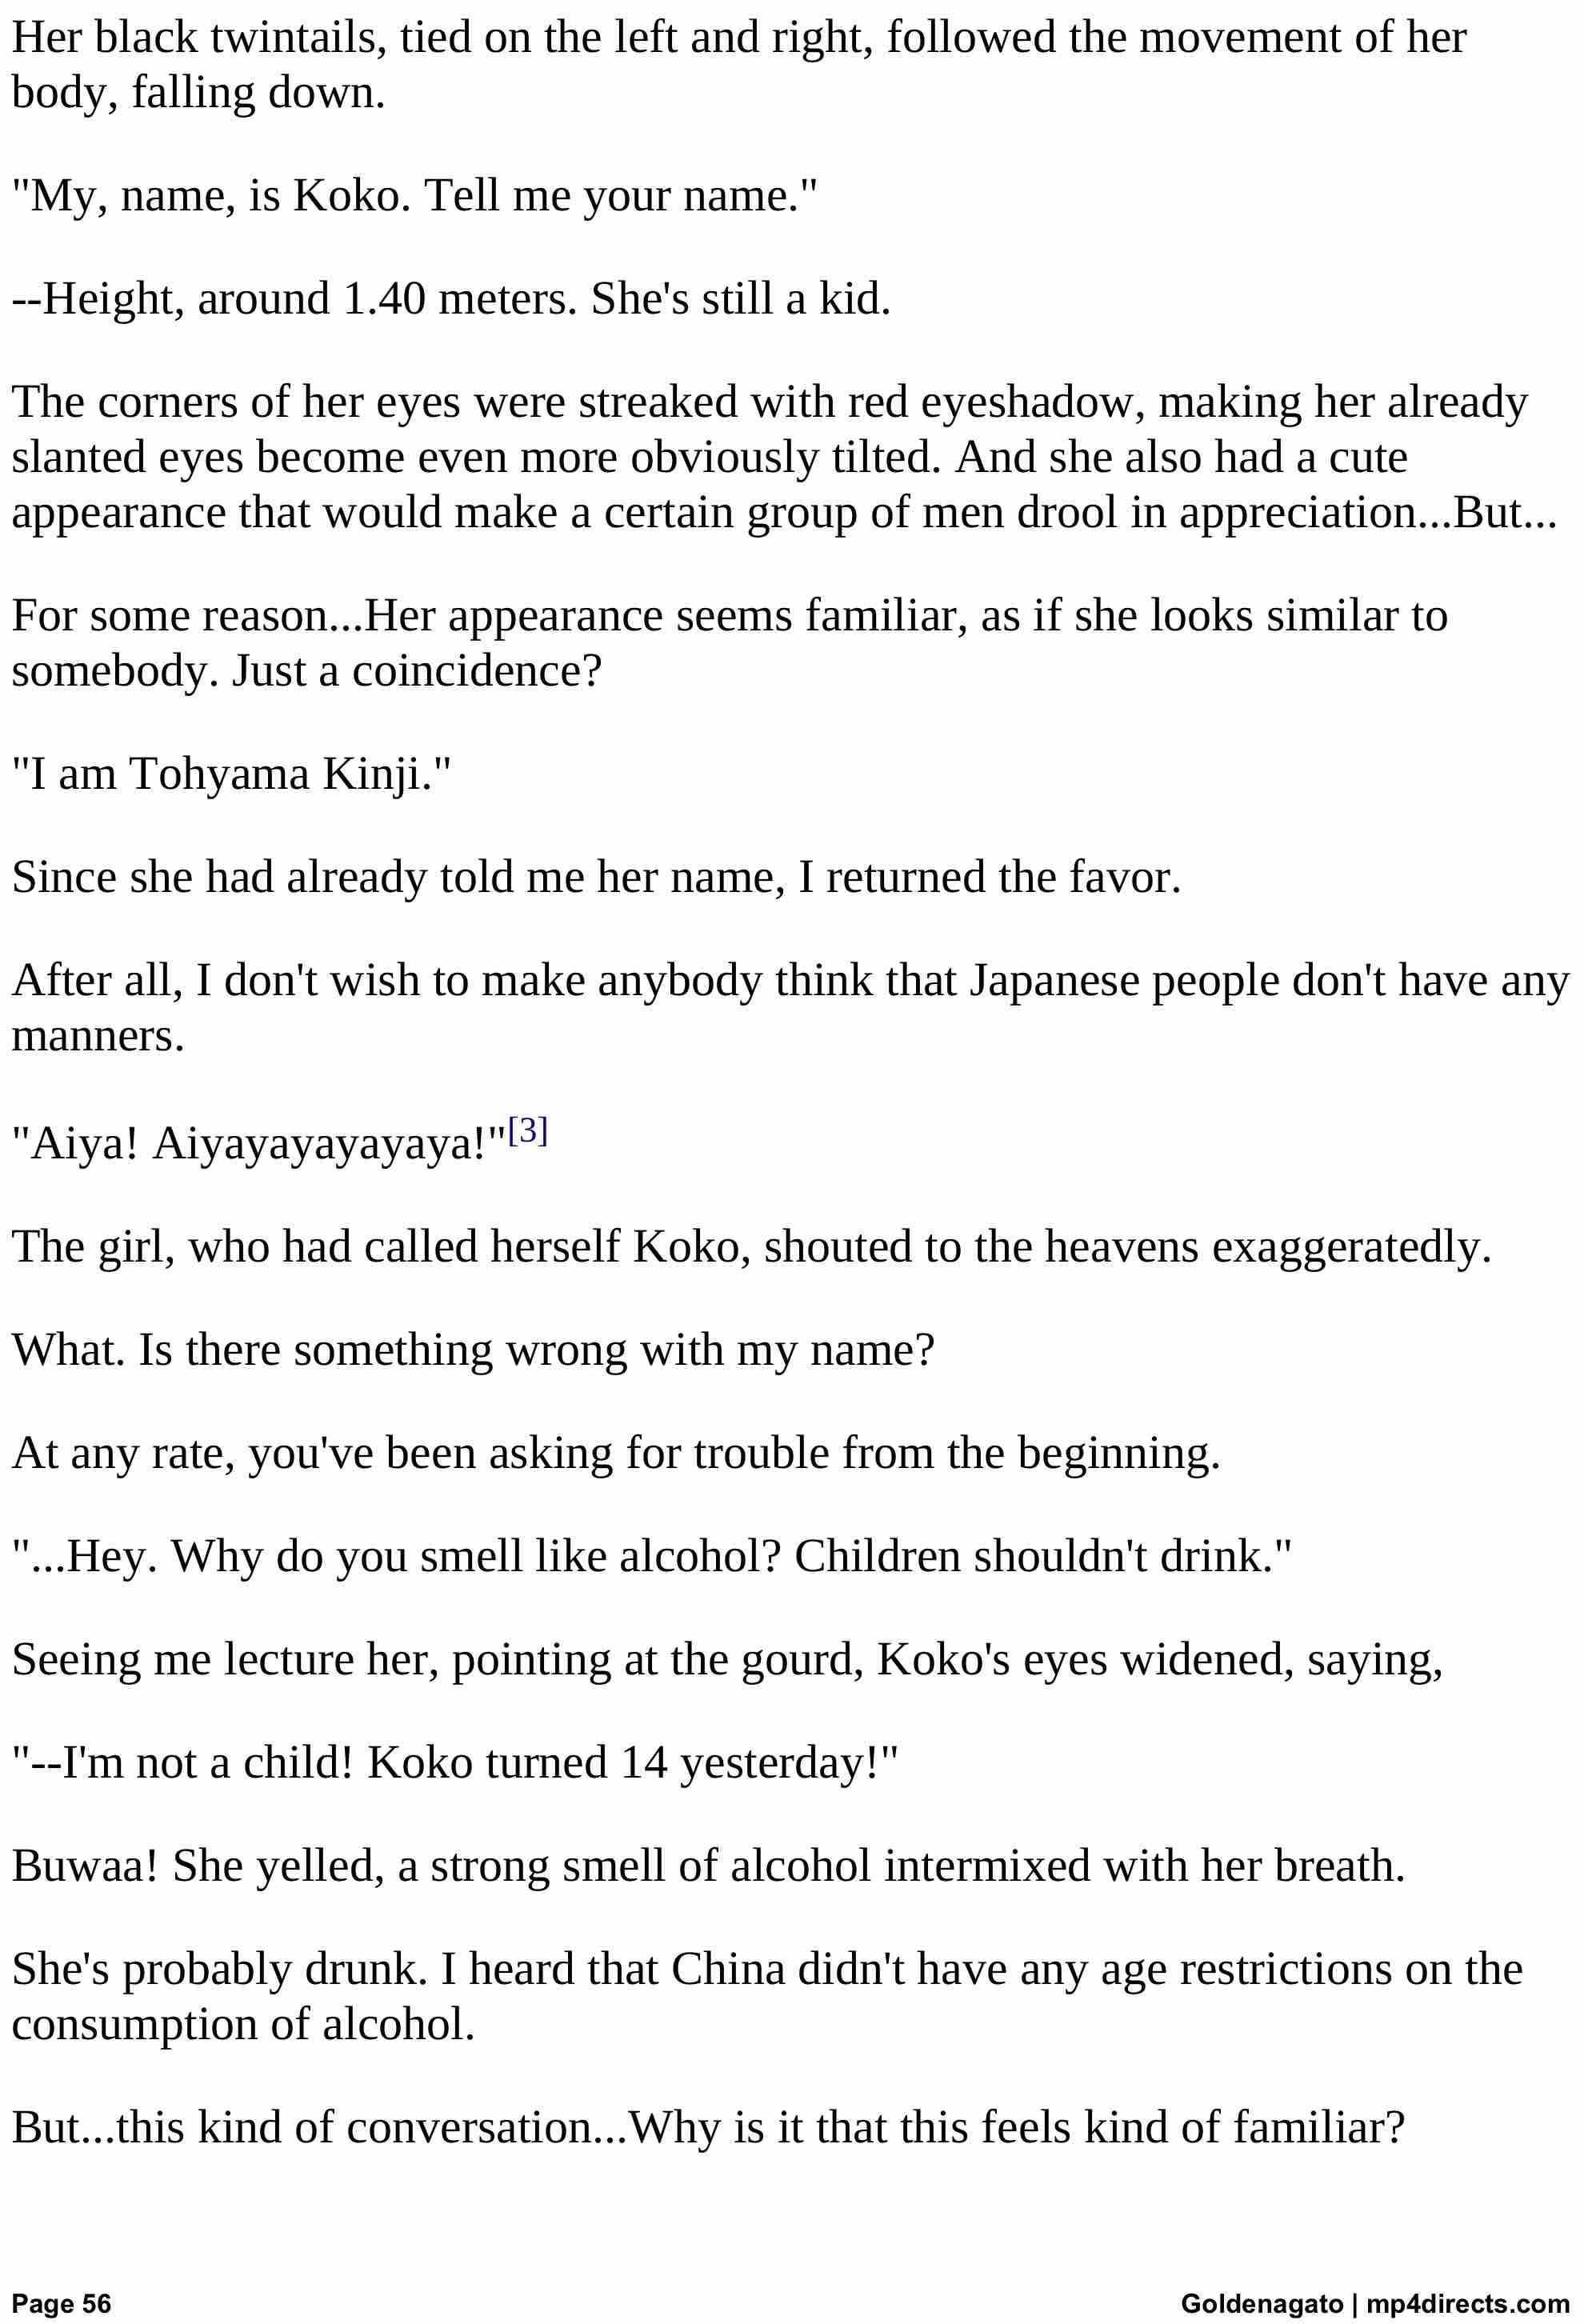 Her black twintails, tied on the left and right, followed the movement of her
body, falling down.
"My, name, is Koko. Tell me your name."
--Height, around 1.40 meters. She's still a kid.
The corners of her eyes were streaked with red eyeshadow, making her already
slanted eyes become even more obviously tilted. And she also had a cute
appearance that would make a certain group of men drool in appreciation...But...
For some reason...Her appearance seems familiar, as if she looks similar to
somebody. Just a coincidence?
"I am Tohyama Kinji."
Since she had already told me her name, I returned the favor.
After all, I don't wish to make anybody think that Japanese people don't have any
manners.
"Aiya! Aiyayayayayaya!"[3]
The girl, who had called herself Koko, shouted to the heavens exaggeratedly.
What. Is there something wrong with my name?
At any rate, you've been asking for trouble from the beginning.
"...Hey. Why do you smell like alcohol? Children shouldn't drink."
Seeing me lecture her, pointing at the gourd, Koko's eyes widened, saying,
"--I'm not a child! Koko turned 14 yesterday!"
Buwaa! She yelled, a strong smell of alcohol intermixed with her breath.
She's probably drunk. I heard that China didn't have any age restrictions on the
consumption of alcohol.
But...this kind of conversation...Why is it that this feels kind of familiar?
Page 56
Goldenagato | mp4directs.com